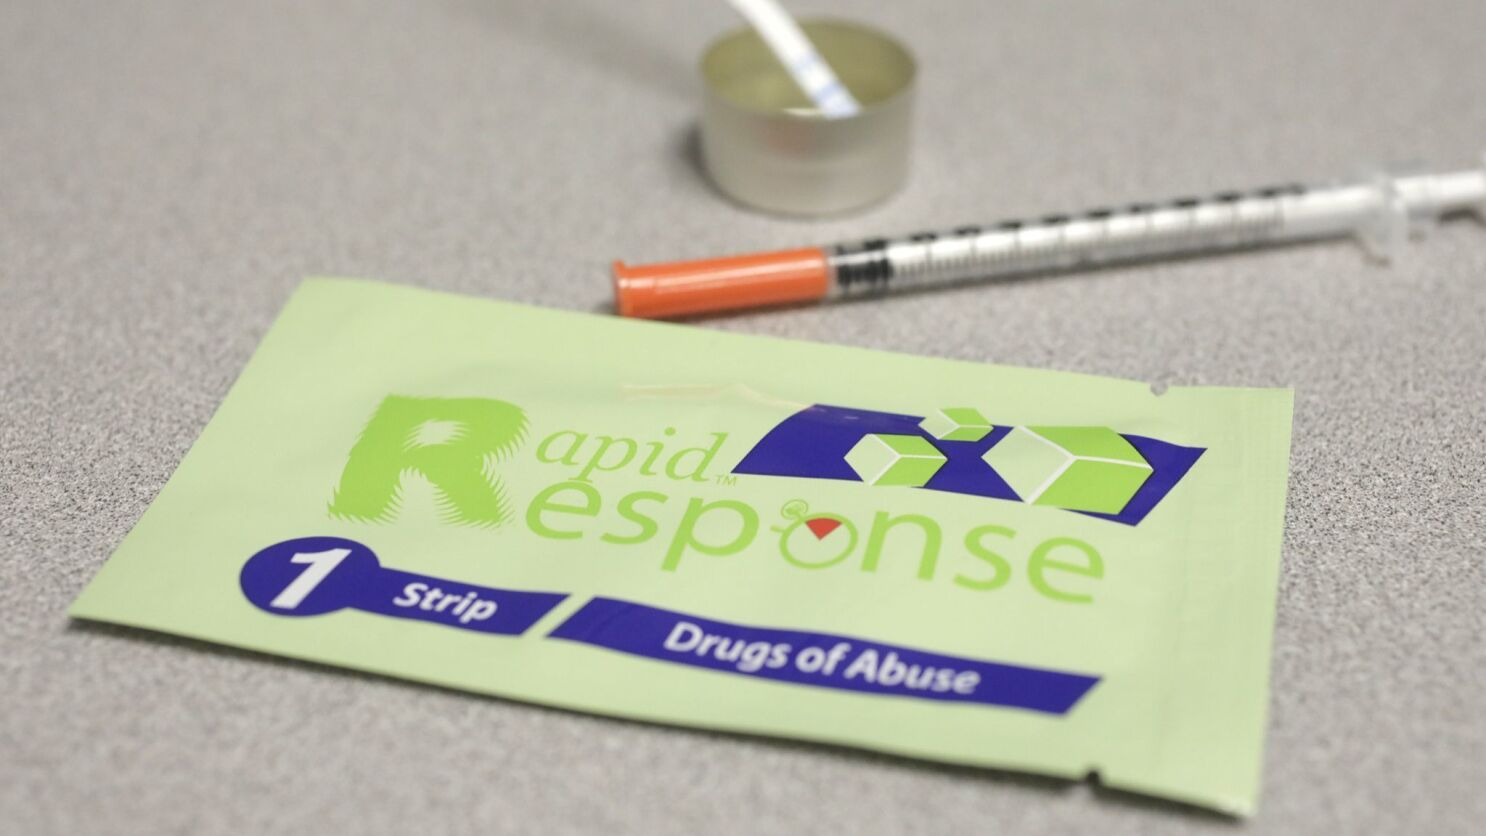 Rapid™
Response
1 Strip Drugs of Abuse